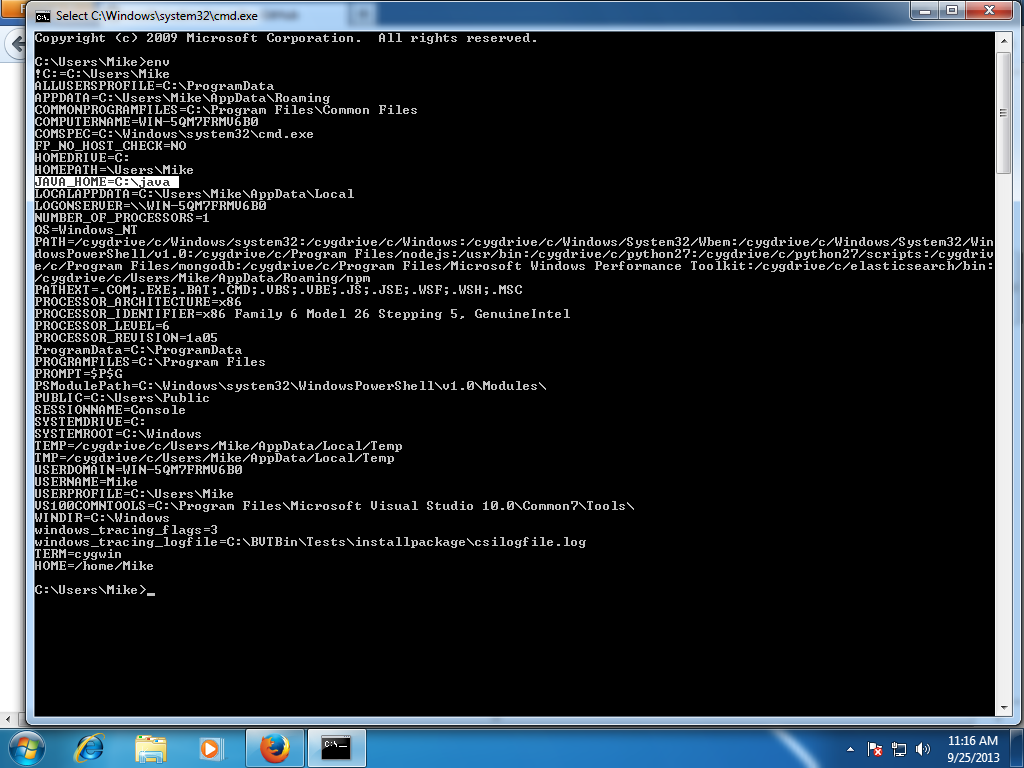 Select C:\Windows\system32\cmd.exe
Copyright (c) 2009 Microsoft Corporation.  All rights reserved.
C:\Users\Mike>env
!C:=C:\Users\Mike
ALLUSERSPROFILE=C:\ProgramData
APPDATA=C:\Users\Mike\AppData\Roaming
COMMONPROGRAMFILES=C:\Program Files\Common Files
COMPUTERNAME=WIN-5QM7FRMV6B0
COMSPEC=C:\Windows\system32\cmd.exe
FP_NO_HOST_CHECK=NO
HOMEDRIVE=C:
HOMEPATH=\Users\Mike
JAVA_HOME=C:\java
LOCALAPPDATA=C:\Users\Mike\AppData\Local
LOGONSERVER=\\WIN-5QM7FRMV6B0
NUMBER_OF_PROCESSORS=1
OS=Windows_NT
PATH=/cygdrive/c/Windows/system32:/cygdrive/c/Windows:/cygdrive/c/Windows/System32/Wbem:/cygdrive/c/Windows/System32/Win
dowsPowerShell/v1.0:/cygdrive/c/Program Files/nodejs:/usr/bin:/cygdrive/c/python27:/cygdrive/c/python27/scripts:/cygdriv
e/c/Program Files/mongodb:/cygdrive/c/Program Files/Microsoft Windows Performance Toolkit:/cygdrive/c/elasticsearch/bin:
/cygdrive/c/Users/Mike/AppData/Roaming/npm
PATHEXT=.COM;.EXE;.BAT;.CMD;.VBS;.VBE;.JS;.JSE;.WSF;.WSH;.MSC
PROCESSOR_ARCHITECTURE=x86
PROCESSOR_IDENTIFIER=x86 Family 6 Model 26 Stepping 5, GenuineIntel
PROCESSOR_LEVEL=6
PROCESSOR_REVISION=1a05
ProgramData=C:\ProgramData
PROGRAMFILES=C:\Program Files
PROMPT=$P$G
PSModulePath=C:\Windows\system32\WindowsPowerShell\v1.0\Modules\
PUBLIC=C:\Users\Public
SESSIONNAME=Console
SYSTEMDRIVE=C:
SYSTEMROOT=C:\Windows
TEMP=/cygdrive/c/Users/Mike/AppData/Local/Temp
TMP=/cygdrive/c/Users/Mike/AppData/Local/Temp
USERDOMAIN=WIN-5QM7FRMV6B0
USERNAME=Mike
USERPROFILE=C:\Users\Mike
VS100COMNTOOLS=C:\Program Files\Microsoft Visual Studio 10.0\Common7\Tools\
WINDIR=C:\Windows
windows_tracing_flags=3
windows_tracing_logfile=C:\BVTBin\Tests\installpackage\csilogfile.log
TERM=cygwin
HOME=/home/Mike
C:\Users\Mike>_
11:16 AM
9/25/2013